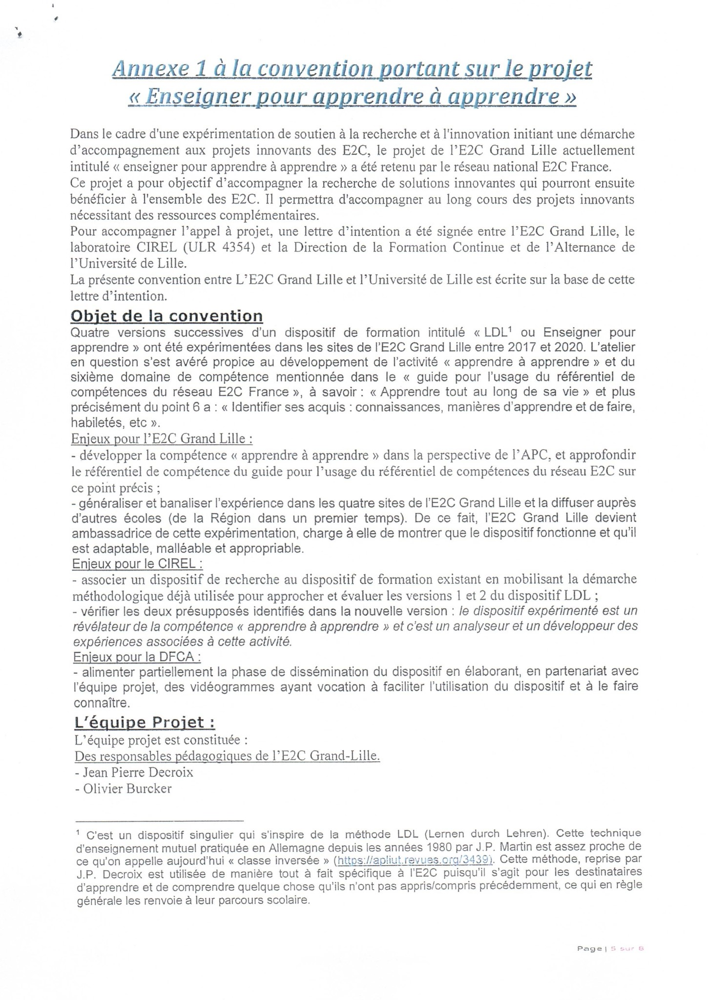 Annexe 1 à la convention portant sur le projet
« Enseigner pour apprendre à apprendre »
Dans le cadre d'une expérimentation de soutien à la recherche et à l'innovation initiant une démarche
d'accompagnement aux projets innovants des E2C, le projet de l'E2C Grand Lille actuellement
intitulé « enseigner pour apprendre à apprendre » a été retenu par le réseau national E2C France.
Ce projet a pour objectif d'accompagner la recherche de solutions innovantes qui pourront ensuite
bénéficier à l'ensemble des E2C. Il permettra d'accompagner au long cours des projets innovants
nécessitant des ressources complémentaires.
Pour accompagner l'appel à projet, une lettre d'intention a été signée entre l'E2C Grand Lille, le
laboratoire CIREL (ULR 4354) et la Direction de la Formation Continue et de l'Alternance de
l'Université de Lille.
La présente convention entre L'E2C Grand Lille et l'Université de Lille est écrite sur la base de cette
lettre d'intention.
Objet de la convention
Quatre versions successives d'un dispositif de formation intitulé « LDL¹ ou Enseigner pour
apprendre » ont été expérimentées dans les sites de l'E2C Grand Lille entre 2017 et 2020. L'atelier
en question s'est avéré propice au développement de l'activité « apprendre à apprendre » et du
sixième domaine de compétence mentionnée dans le « guide pour l'usage du référentiel de
compétences du réseau E2C France », à savoir : « Apprendre tout au long de sa vie » et plus
précisément du point 6 a : « Identifier ses acquis : connaissances, manières d'apprendre et de faire,
habiletés, etc ».
Enjeux pour l'E2C Grand Lille :
- développer la compétence « apprendre à apprendre » dans la perspective de l'APC, et approfondir
le référentiel de compétence du guide pour l'usage du référentiel de compétences du réseau E2C sur
ce point précis ;
- généraliser et banaliser l'expérience dans les quatre sites de l'E2C Grand Lille et la diffuser auprès
d'autres écoles (de la Région dans un premier temps). De ce fait, l'E2C Grand Lille devient
ambassadrice de cette expérimentation, charge à elle de montrer que le dispositif fonctionne et qu'il
est adaptable, malléable et appropriable.
Enjeux pour le CIREL :
- associer un dispositif de recherche au dispositif de formation existant en mobilisant la démarche
méthodologique déjà utilisée pour approcher et évaluer les versions 1 et 2 du dispositif LDL ;
- vérifier les deux présupposés identifiés dans la nouvelle version : le dispositif expérimenté est un
révélateur de la compétence « apprendre à apprendre » et c'est un analyseur et un développeur des
expériences associées à cette activité.
Enjeux pour la DFCA :
- alimenter partiellement la phase de dissémination du dispositif en élaborant, en partenariat avec
l'équipe projet, des vidéogrammes ayant vocation à faciliter l'utilisation du dispositif et à le faire
connaître.
L'équipe Projet :
L'équipe projet est constituée :
Des responsables pédagogiques de l'E2C Grand-Lille.
- Jean Pierre Decroix
- Olivier Burcker
¹ C'est un dispositif singulier qui s'inspire de la méthode LDL (Lernen durch Lehren). Cette technique
d'enseignement mutuel pratiquée en Allemagne depuis les années 1980 par J.P. Martin est assez proche de
ce qu'on appelle aujourd'hui « classe inversée » (https://apliut.revues.org/3439). Cette méthode, reprise par
J.P. Decroix est utilisée de manière tout à fait spécifique à l'E2C puisqu'il s'agit pour les destinataires
d'apprendre et de comprendre quelque chose qu'ils n'ont pas appris/compris précédemment, ce qui en règle
générale les renvoie à leur parcours scolaire.
Page | 5 sur 8